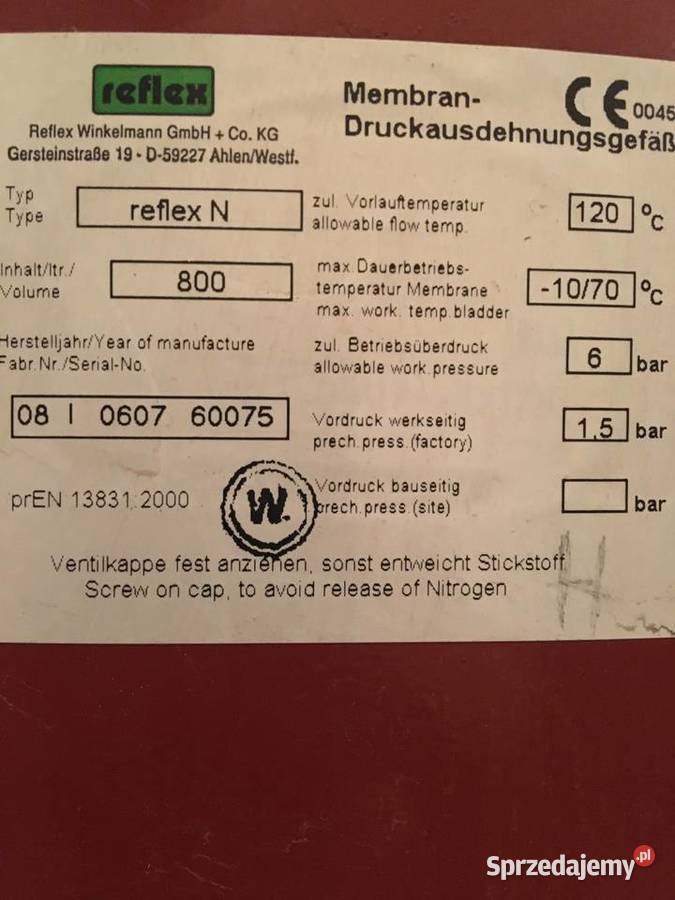 reflex
Reflex Winkelmann GmbH + Co. KG
Gersteinstraße 19 - D-59227 Ahlen/Westf.
Membran-
Druckausdehnungsgefäß
CE 0045
Typ
Type
reflex N
zul. Vorlauftemperatur
allowable flow temp.
120 °C
Inhalt/ltr./
Volume
800
max.Dauerbetriebs-
temperatur Membrane
max. work. temp.bladder
-10/70 °C
Herstelljahr/Year of manufacture
Fabr.Nr./Serial-No.
08 | 0607 60075
zul. Betriebsüberdruck
allowable work.pressure
6 bar
Vordruck werkseitig
prech.press.(factory)
1,5 bar
prEN 13831:2000
W.
Vordruck bauseitig
prech.press.(site)
bar
Ventilkappe fest anziehen, sonst entweicht Stickstoff
Screw on cap, to avoid release of Nitrogen
Sprzedajemy.pl